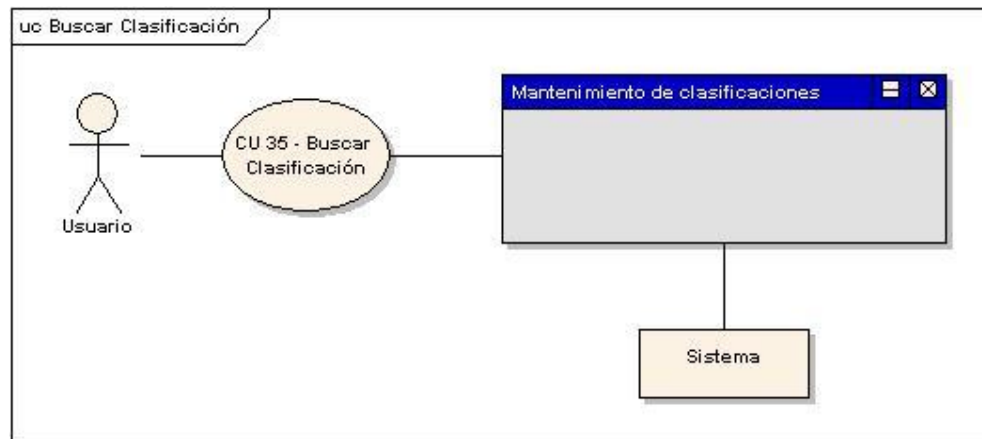 uc Buscar Clasificación
Mantenimiento de clasificaciones
CU 35 - Buscar
Clasificación
Usuario
Sistema